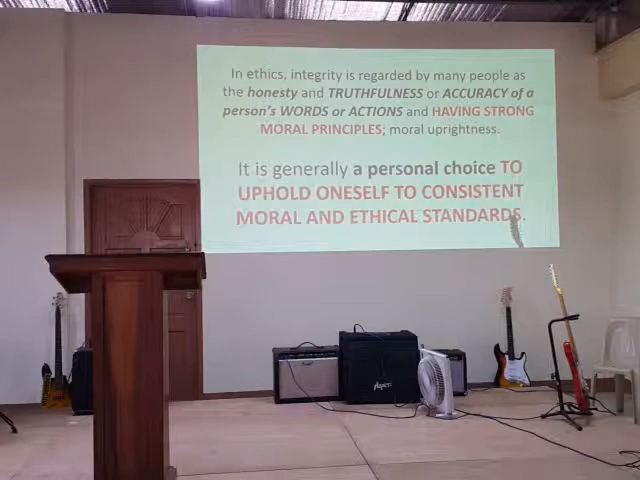 In ethics, integrity is regarded by many people as
the honesty and TRUTHFULNESS or ACCURACY of a
person's WORDS or ACTIONS and HAVING STRONG
MORAL PRINCIPLES; moral uprightness.
It is generally a personal choice TO
UPHOLD ONESELF TO CONSISTENT
MORAL AND ETHICAL STANDARDS.